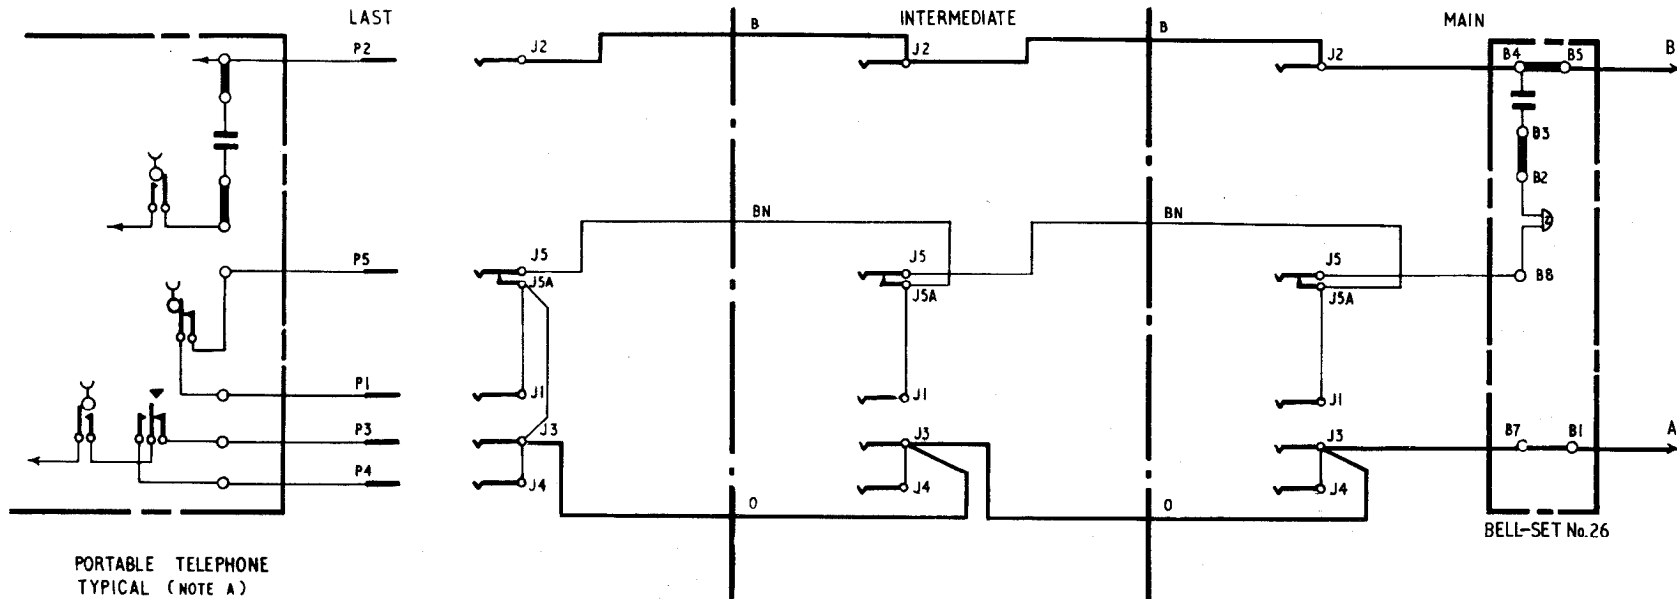 LAST
INTERMEDIATE
MAIN
P2
J2
B
J2
B
J2
B4
B5
B
B3
B2
BN
BN
P5
J5
J5A
J5
J5A
J5
J5A
B8
P1
J1
J1
J1
P3
J3
J3
J3
B7
B1
A
P4
J4
J4
J4
O
O
BELL-SET No.26
PORTABLE TELEPHONE
TYPICAL (NOTE A)